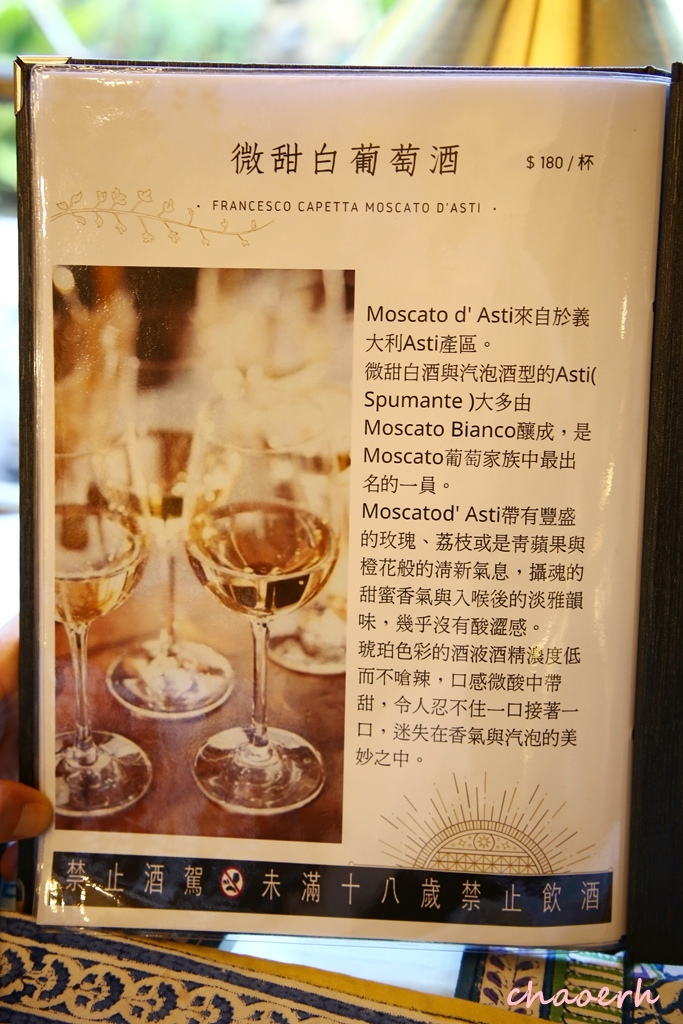 微甜白葡萄酒
$ 180 / 杯
· FRANCESCO CAPETTA MOSCATO D'ASTI ·
Moscato d' Asti來自於義
大利Asti產區。
微甜白酒與汽泡酒型的Asti(
Spumante )大多由
Moscato Bianco釀成，是
Moscato葡萄家族中最出
名的一員。
Moscatod' Asti帶有豐盛
的玫瑰、荔枝或是青蘋果與
橙花般的清新氣息，攝魂的
甜蜜香氣與入喉後的淡雅韻
味，幾乎沒有酸澀感。
琥珀色彩的酒液酒精濃度低
而不嗆辣，口感微酸中帶
甜，令人忍不住一口接著一
口，迷失在香氣與汽泡的美
妙之中。
禁止酒駕 未滿十八歲禁止飲酒
chaoerh